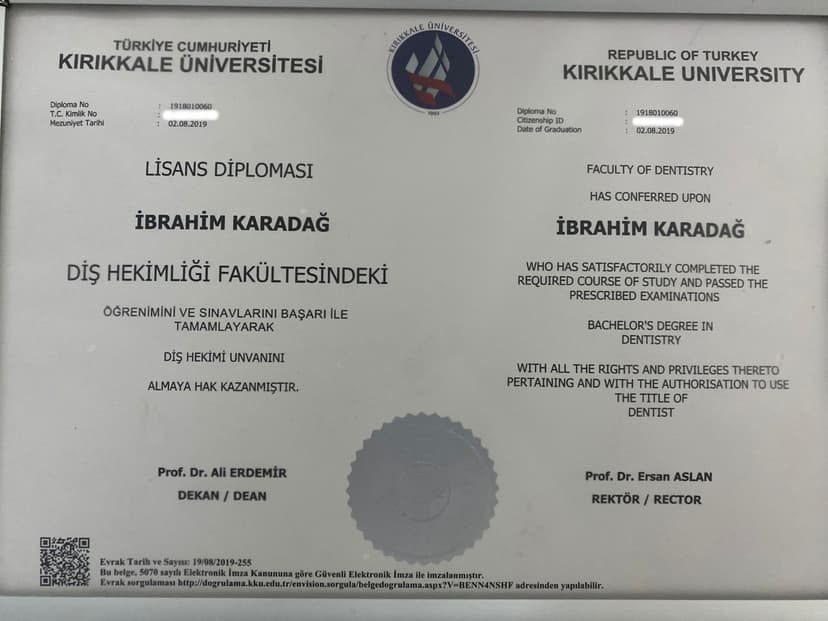 TÜRKİYE CUMHURİYETİ
KIRIKKALE ÜNİVERSİTESİ
Diploma No : 1918010060
T.C. Kimlik No :
Mezuniyet Tarihi : 02.08.2019
LİSANS DİPLOMASI
İBRAHİM KARADAĞ
DİŞ HEKİMLİĞİ FAKÜLTESİNDEKİ
ÖĞRENİMİNİ VE SINAVLARINI BAŞARI İLE
TAMAMLAYARAK
DİŞ HEKİMİ UNVANINI
ALMAYA HAK KAZANMIŞTIR.
Prof. Dr. Ali ERDEMİR
DEKAN / DEAN
KIRIKKALE ÜNİVERSİTESİ
1992
REPUBLIC OF TURKEY
KIRIKKALE UNIVERSITY
Diploma No : 1918010060
Citizenship ID :
Date of Graduation : 02.08.2019
FACULTY OF DENTISTRY
HAS CONFERRED UPON
İBRAHİM KARADAĞ
WHO HAS SATISFACTORILY COMPLETED THE
REQUIRED COURSE OF STUDY AND PASSED THE
PRESCRIBED EXAMINATIONS
BACHELOR'S DEGREE IN
DENTISTRY
WITH ALL THE RIGHTS AND PRIVILEGES THERETO
PERTAINING AND WITH THE AUTHORISATION TO USE
THE TITLE OF
DENTIST
Prof. Dr. Ersan ASLAN
REKTÖR / RECTOR
Evrak Tarih ve Sayısı: 19/08/2019-255
Bu belge, 5070 sayılı Elektronik İmza Kanununa göre Güvenli Elektronik İmza ile imzalanmıştır.
Evrak sorgulaması http://dogrulama.kku.edu.tr/envision.sorgula/belgedogrulama.aspx?V=BENN4NSHF adresinden yapılabilir.